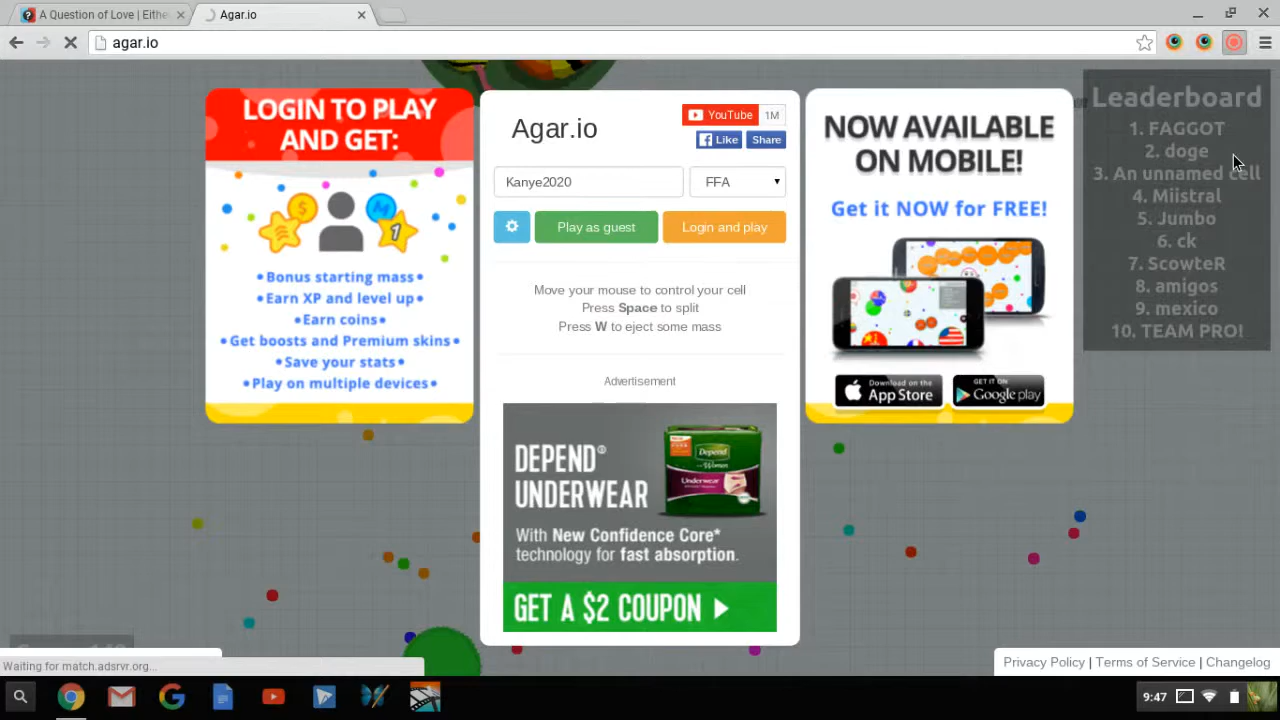 A Question of Love | Eithe
Agar.io
agar.io
LOGIN TO PLAY
AND GET:
•Bonus starting mass•
•Earn XP and level up•
•Earn coins•
•Get boosts and Premium skins•
•Save your stats•
•Play on multiple devices•
Agar.io
YouTube
1M
Like
Share
Kanye2020
FFA
Play as guest
Login and play
Move your mouse to control your cell
Press Space to split
Press W to eject some mass
Advertisement
DEPEND®
UNDERWEAR
With New Confidence Core*
technology for fast absorption.
GET A $2 COUPON
Depend
Underwear
NOW AVAILABLE
ON MOBILE!
Get it NOW for FREE!
Download on the
App Store
GET IT ON
Google play
Leaderboard
1. FAGGOT
2. doge
3. An unnamed cell
4. Miistral
5. Jumbo
6. ck
7. ScowteR
8. amigos
9. mexico
10. TEAM PRO!
Waiting for match.adsrvr.org...
Privacy Policy | Terms of Service | Changelog
9:47